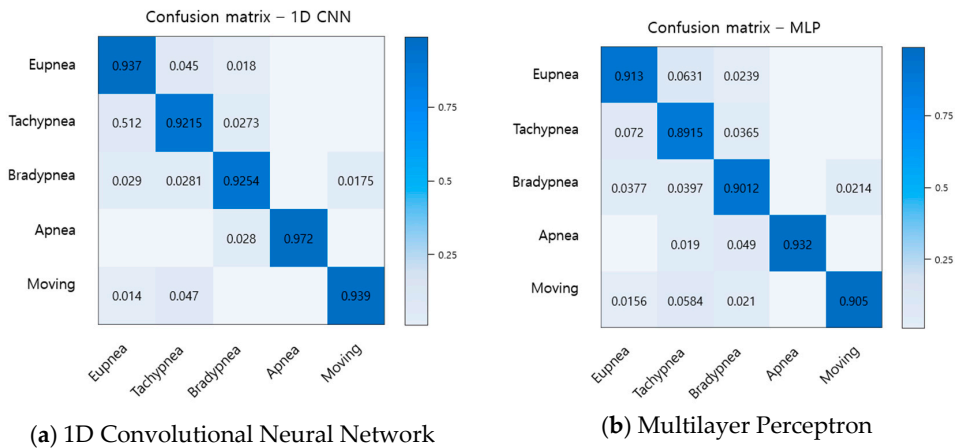 Confusion matrix – 1D CNN
Eupnea 0.937 0.045 0.018
Tachypnea 0.512 0.9215 0.0273
Bradypnea 0.029 0.0281 0.9254 0.0175
Apnea 0.028 0.972
Moving 0.014 0.047 0.939
Eupnea Tachypnea Bradypnea Apnea Moving
0.75
0.5
0.25
(a) 1D Convolutional Neural Network
Confusion matrix – MLP
Eupnea 0.913 0.0631 0.0239
Tachypnea 0.072 0.8915 0.0365
Bradypnea 0.0377 0.0397 0.9012 0.0214
Apnea 0.019 0.049 0.932
Moving 0.0156 0.0584 0.021 0.905
Eupnea Tachypnea Bradypnea Apnea Moving
0.75
0.5
0.25
(b) Multilayer Perceptron